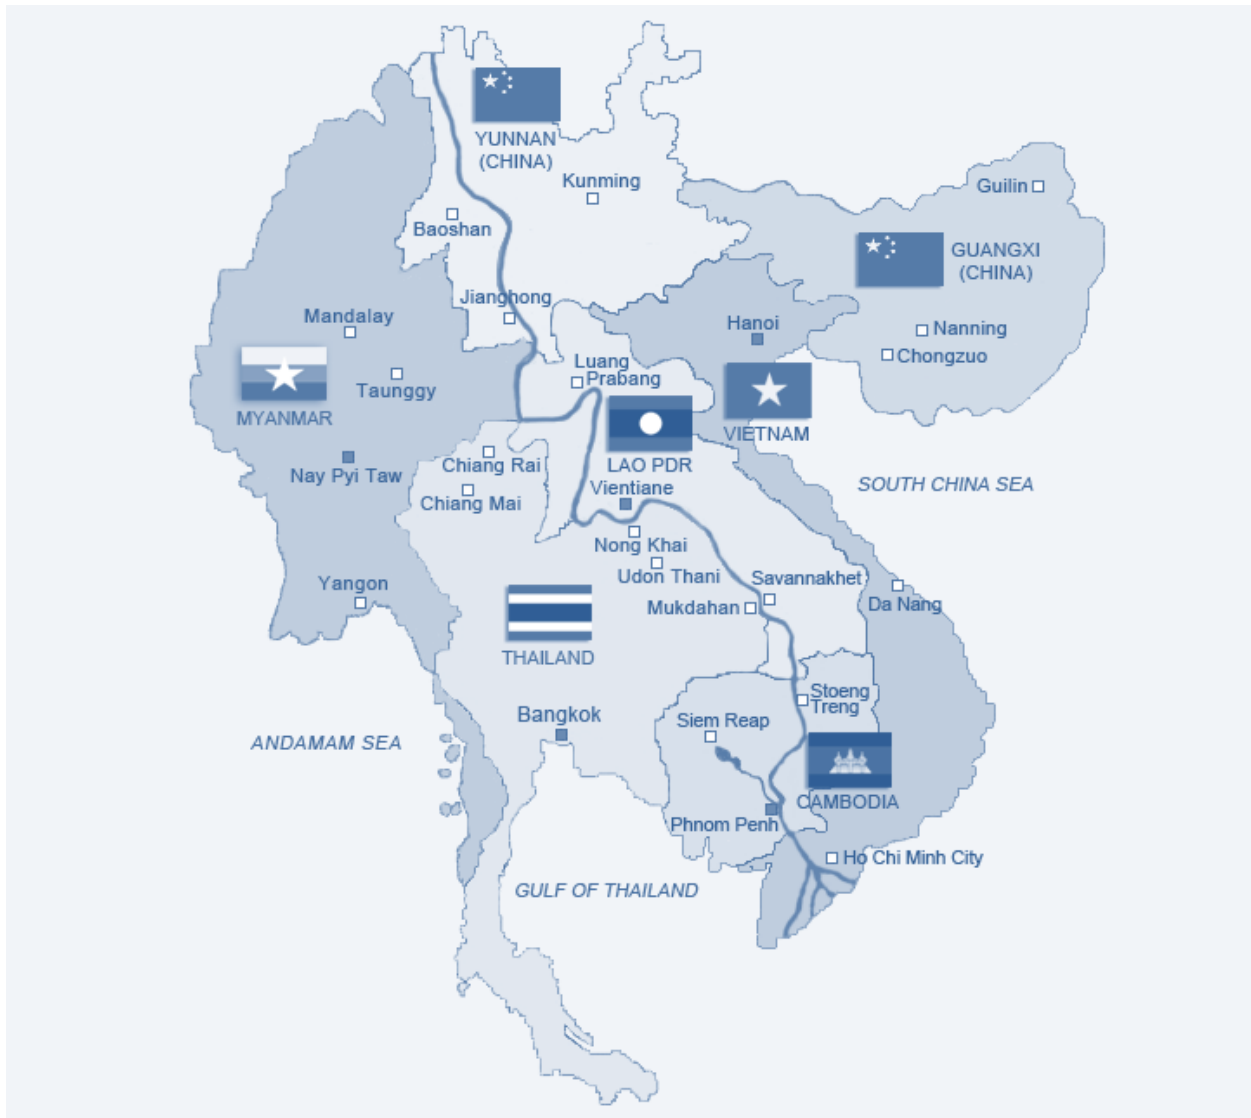 YUNNAN
(CHINA)
Kunming
Guilin
Baoshan
GUANGXI
(CHINA)
Jianghong
Mandalay
Hanoi
Nanning
Chongzuo
Luang
Prabang
Taunggy
MYANMAR
VIETNAM
LAO PDR
Chiang Rai
Nay Pyi Taw
Vientiane
SOUTH CHINA SEA
Chiang Mai
Nong Khai
Udon Thani
Savannakhet
Yangon
Mukdahan
Da Nang
THAILAND
Stoeng
Treng
Bangkok
Siem Reap
ANDAMAM SEA
CAMBODIA
Phnom Penh
Ho Chi Minh City
GULF OF THAILAND